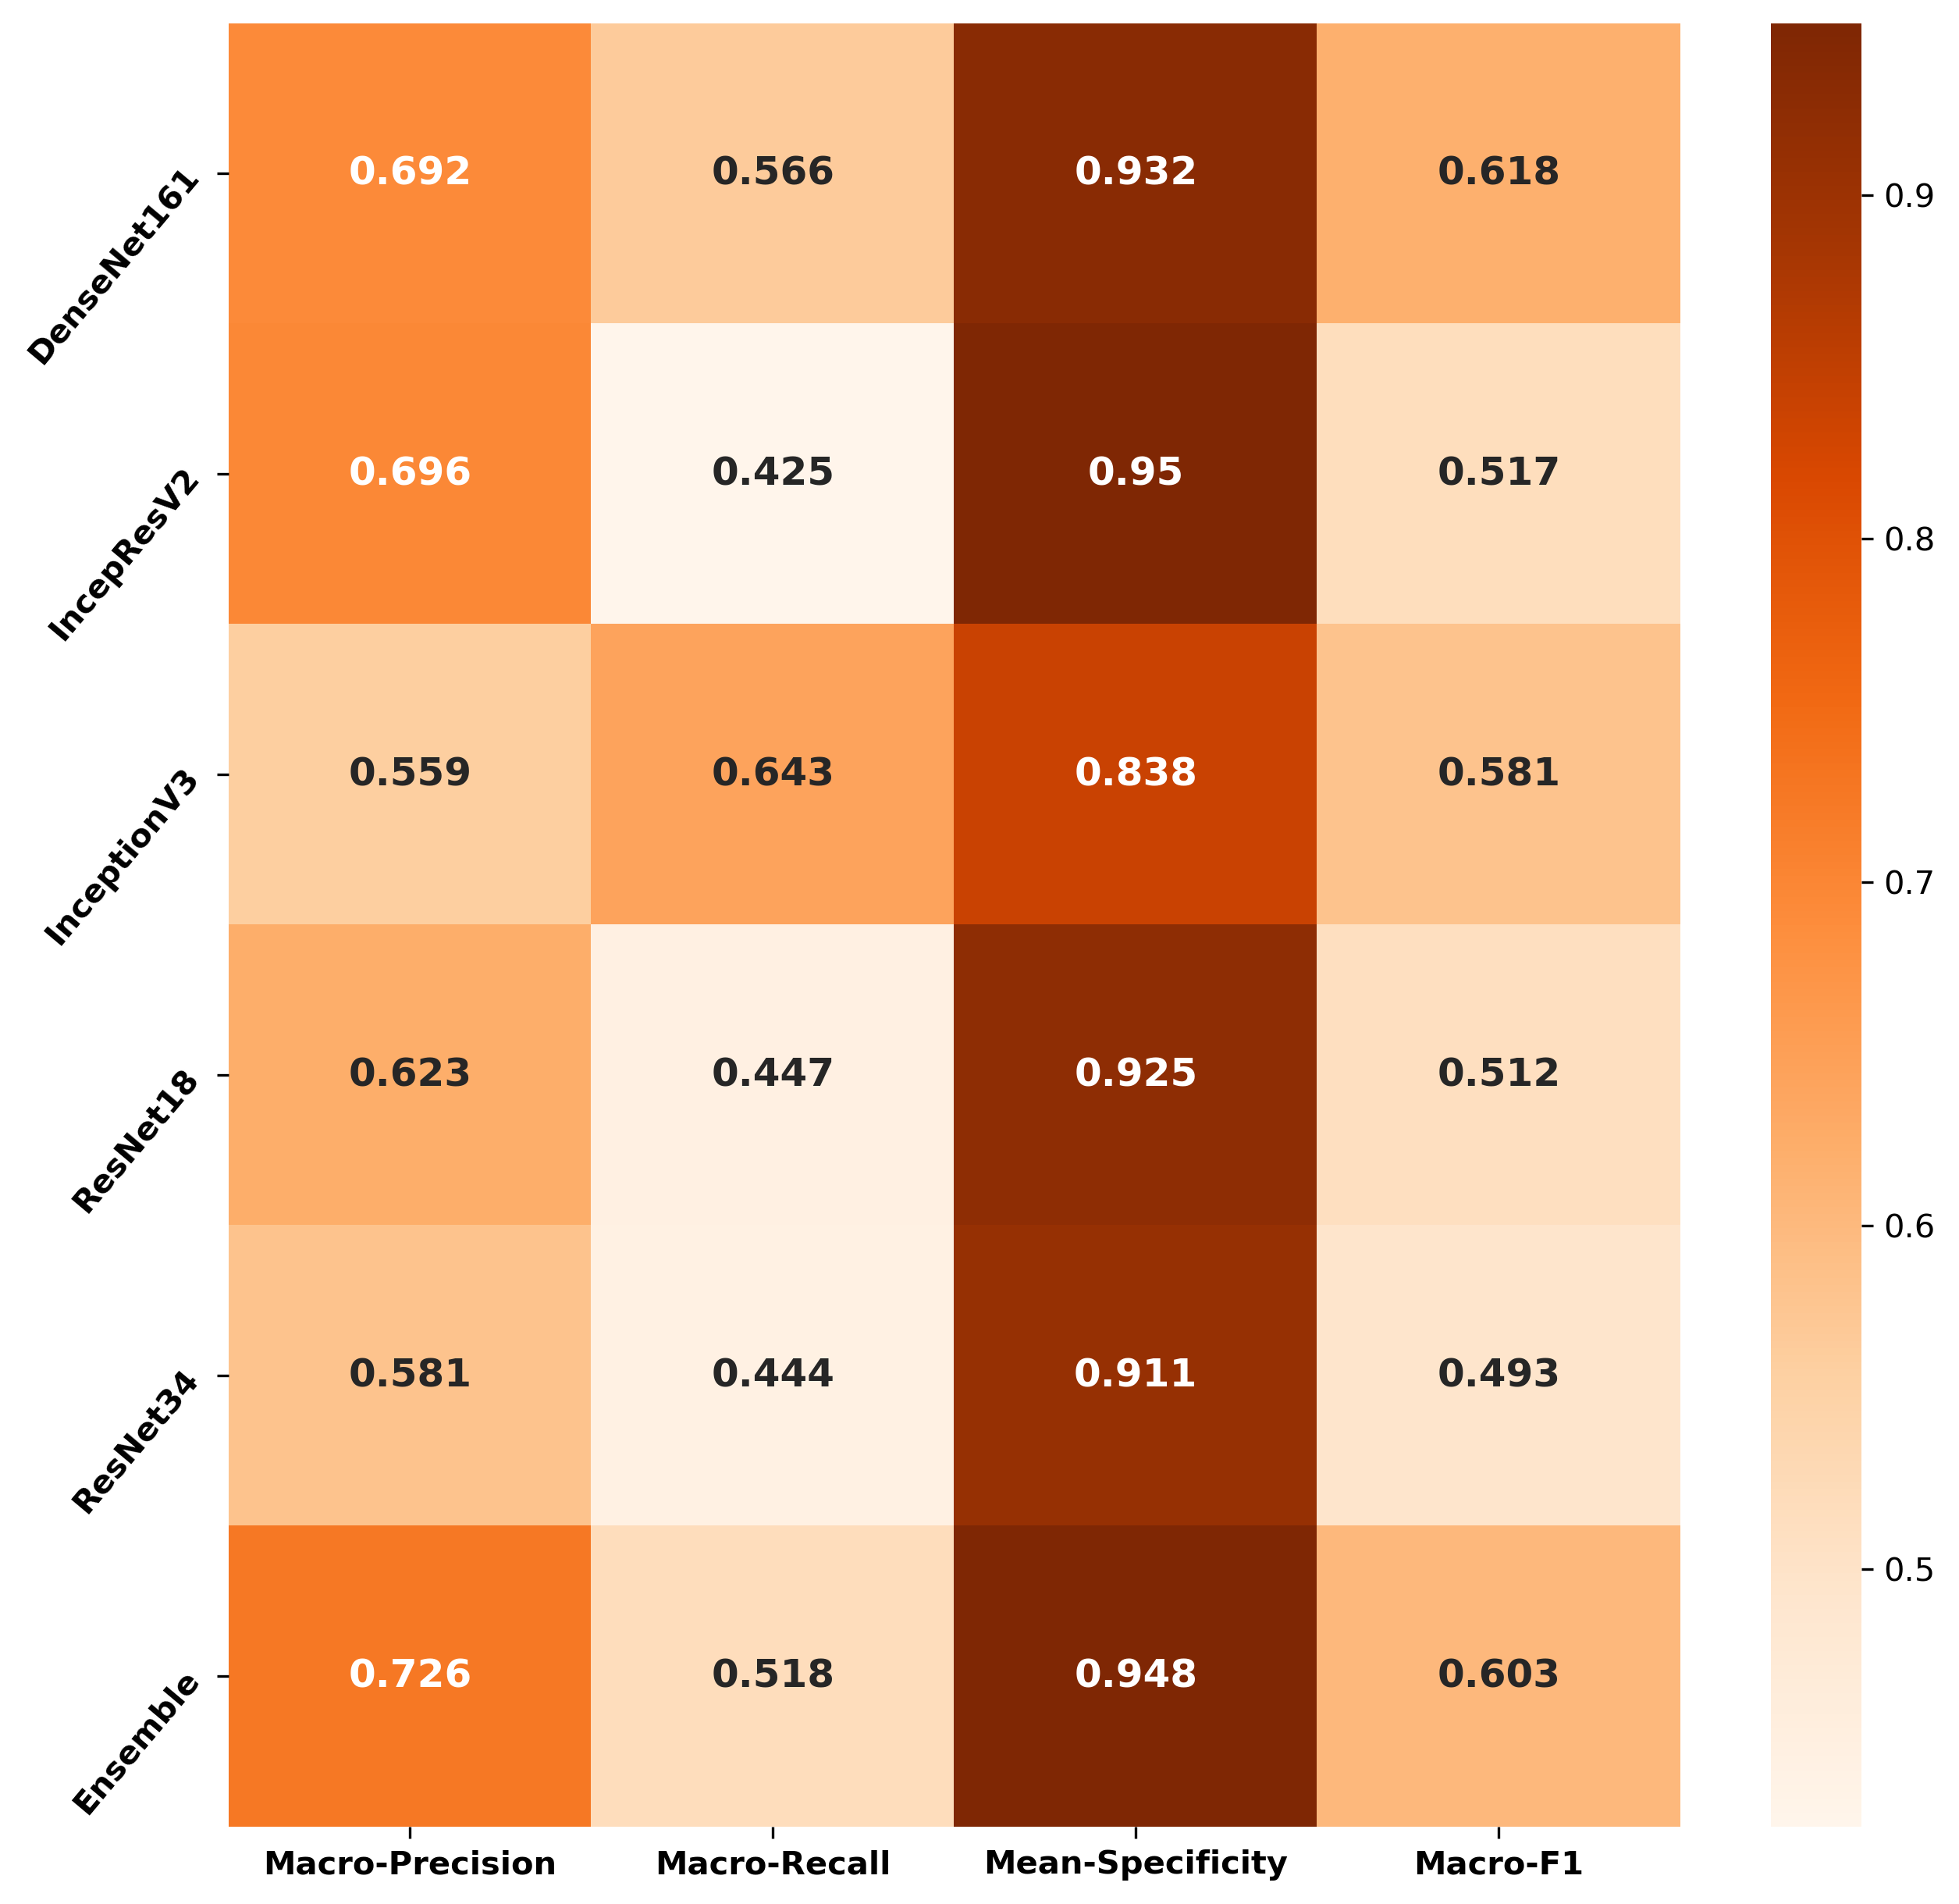 DenseNet161 0.692 0.566 0.932 0.618
IncepResV2 0.696 0.425 0.95 0.517
InceptionV3 0.559 0.643 0.838 0.581
ResNet18 0.623 0.447 0.925 0.512
ResNet34 0.581 0.444 0.911 0.493
Ensemble 0.726 0.518 0.948 0.603
Macro-Precision Macro-Recall Mean-Specificity Macro-F1
0.9
0.8
0.7
0.6
0.5